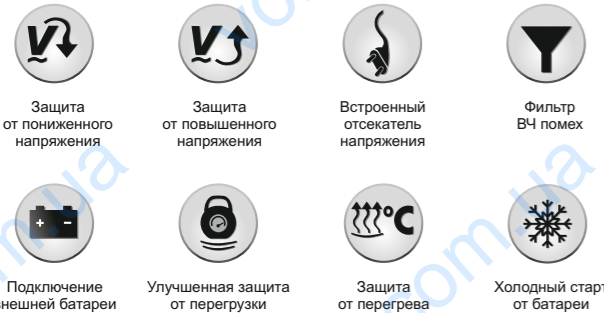 Защита
от пониженного
напряжения
Защита
от повышенного
напряжения
Встроенный
отсекатель
напряжения
Фильтр
ВЧ помех
°C
Подключение
внешней батареи
Улучшенная защита
от перегрузки
Защита
от перегрева
Холодный старт
от батареи